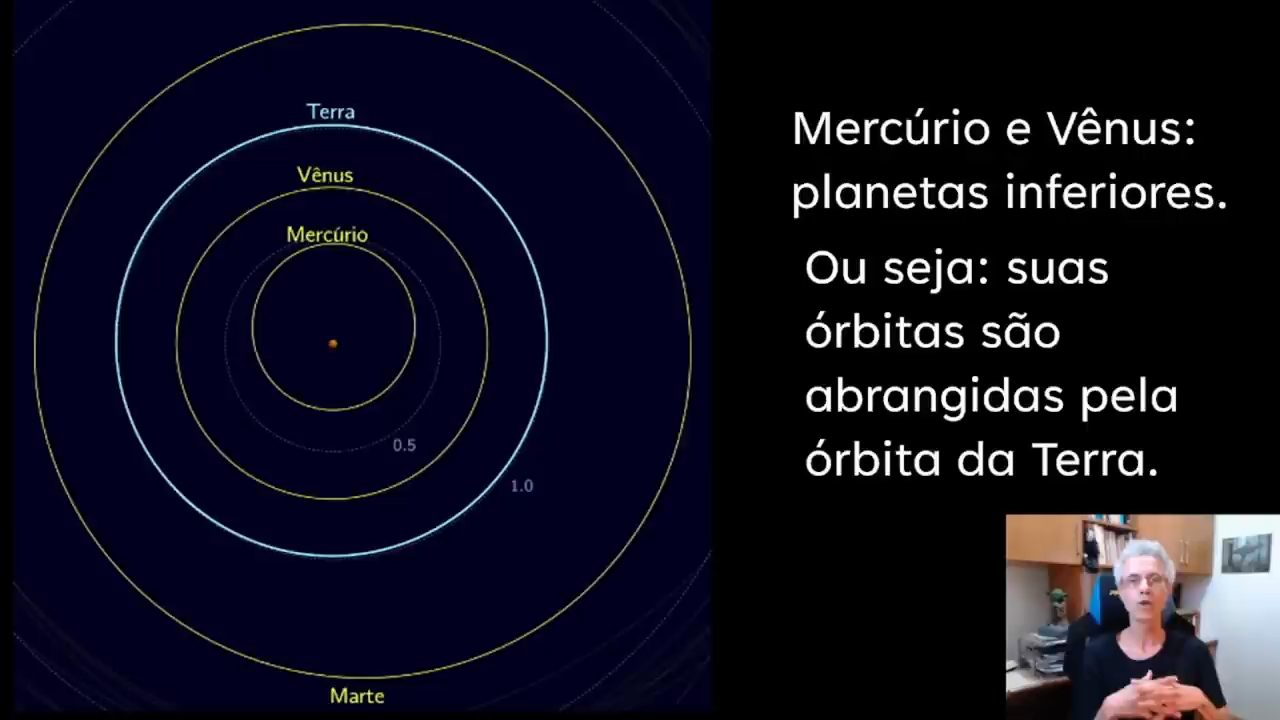 Terra
Vênus
Mercúrio
0.5
1.0
Marte
Mercúrio e Vênus:
planetas inferiores.
Ou seja: suas
órbitas são
abrangidas pela
órbita da Terra.